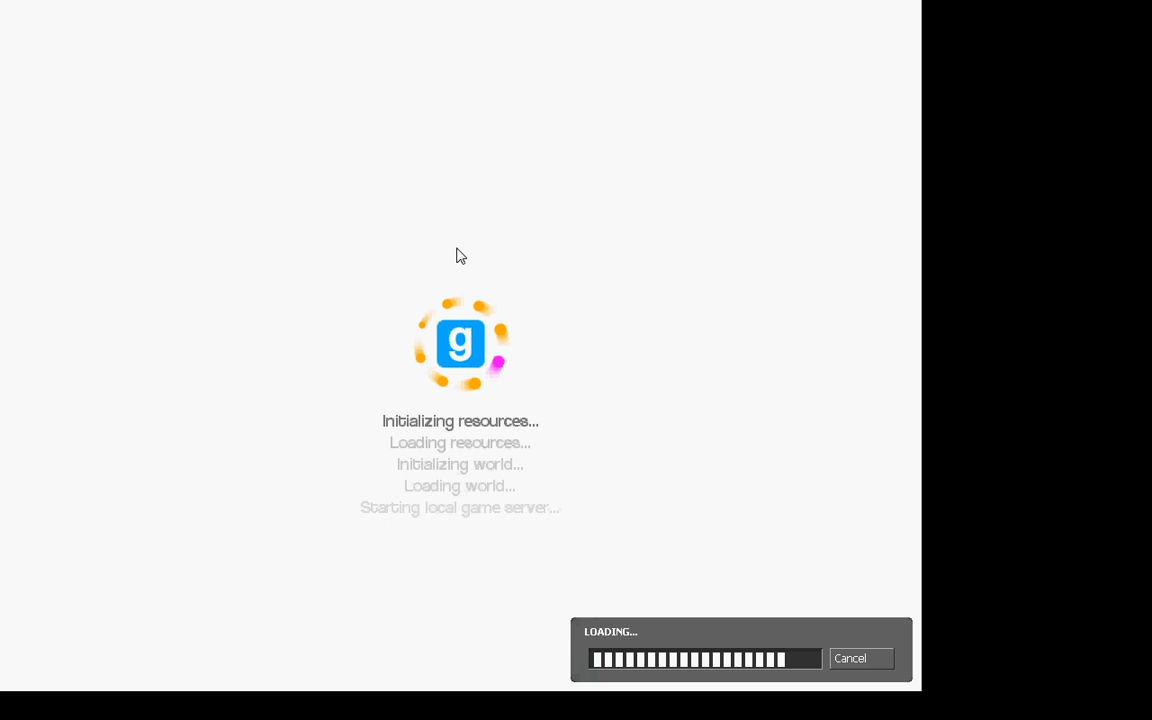 g
Initializing resources...
Loading resources...
Initializing world...
Loading world...
Starting local game server...
LOADING...
Cancel